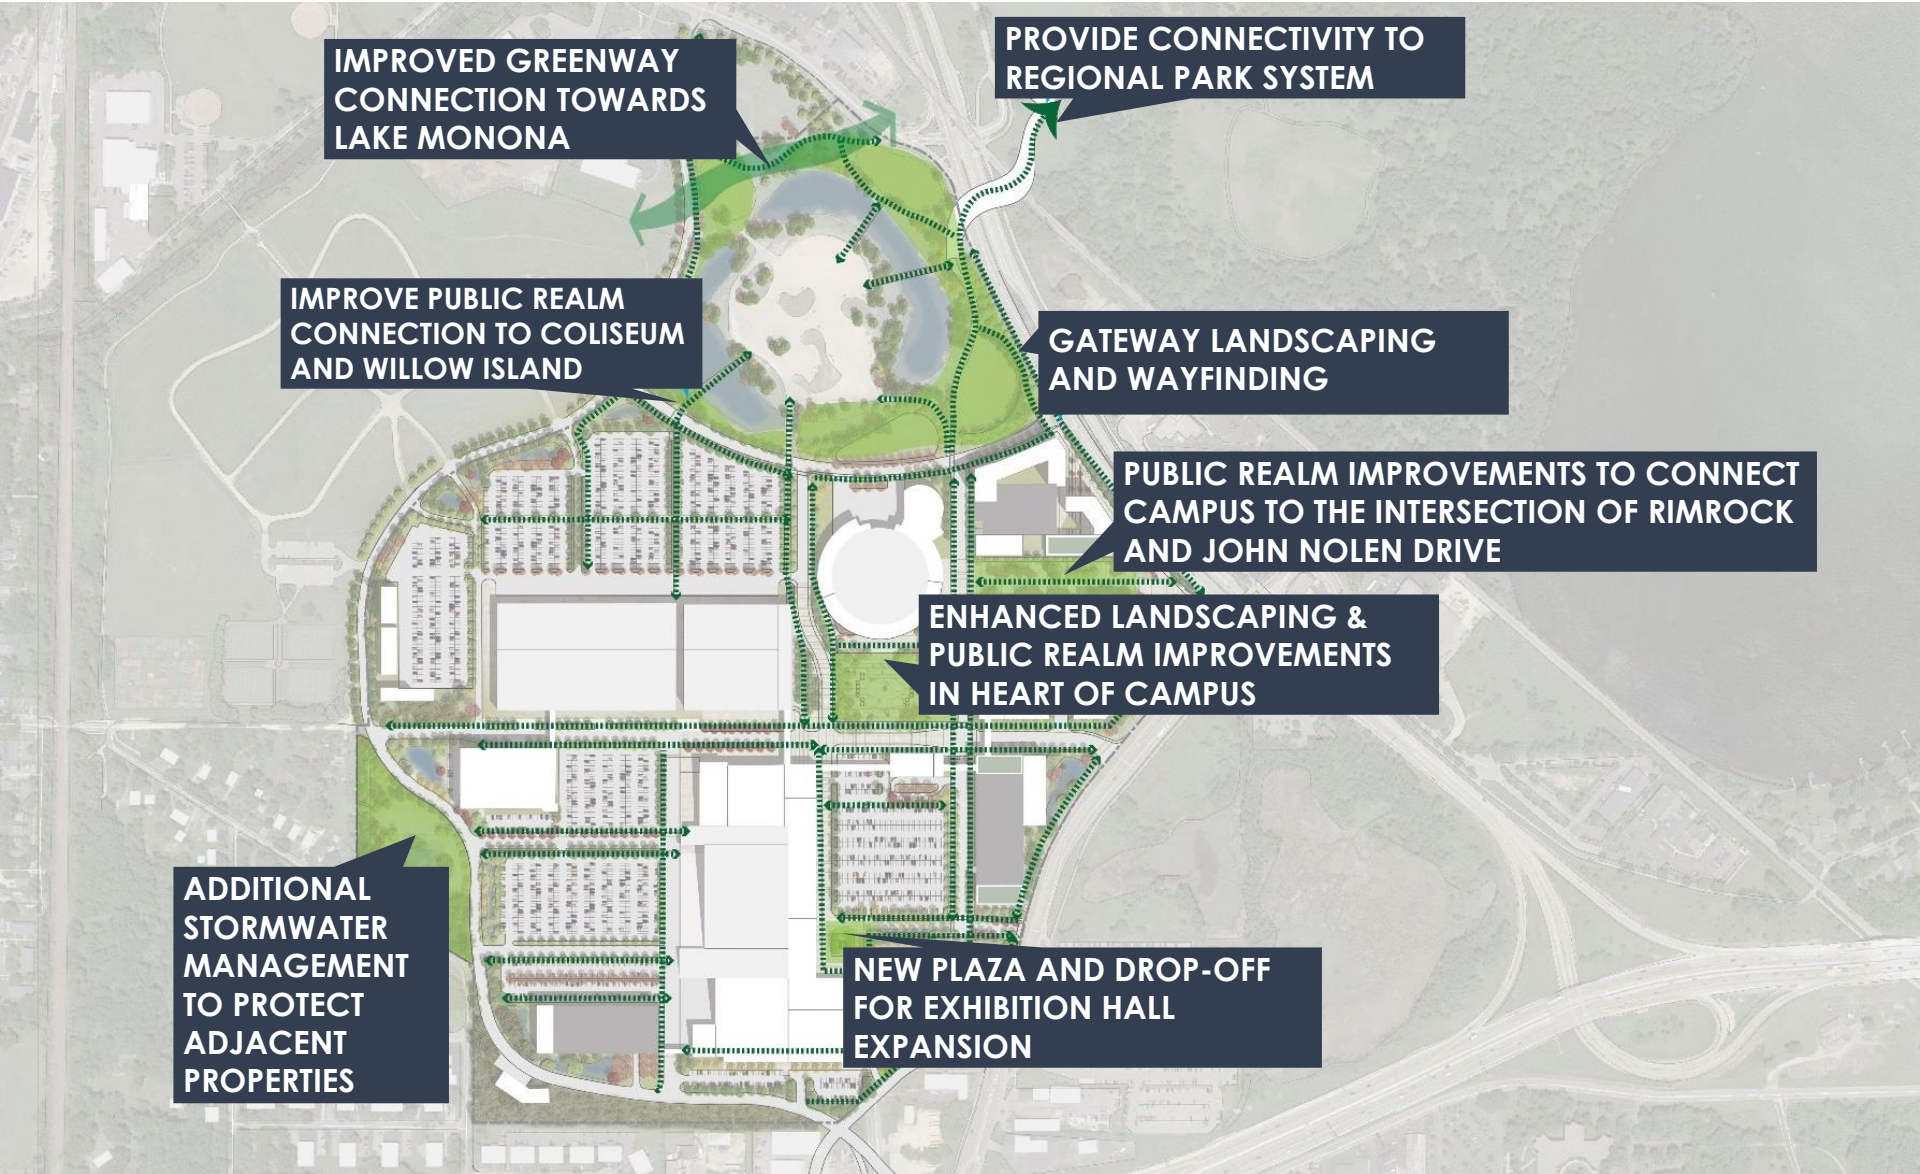 IMPROVED GREENWAY
CONNECTION TOWARDS
LAKE MONONA
PROVIDE CONNECTIVITY TO
REGIONAL PARK SYSTEM
IMPROVE PUBLIC REALM
CONNECTION TO COLISEUM
AND WILLOW ISLAND
GATEWAY LANDSCAPING
AND WAYFINDING
PUBLIC REALM IMPROVEMENTS TO CONNECT
CAMPUS TO THE INTERSECTION OF RIMROCK
AND JOHN NOLEN DRIVE
ENHANCED LANDSCAPING &
PUBLIC REALM IMPROVEMENTS
IN HEART OF CAMPUS
ADDITIONAL
STORMWATER
MANAGEMENT
TO PROTECT
ADJACENT
PROPERTIES
NEW PLAZA AND DROP-OFF
FOR EXHIBITION HALL
EXPANSION